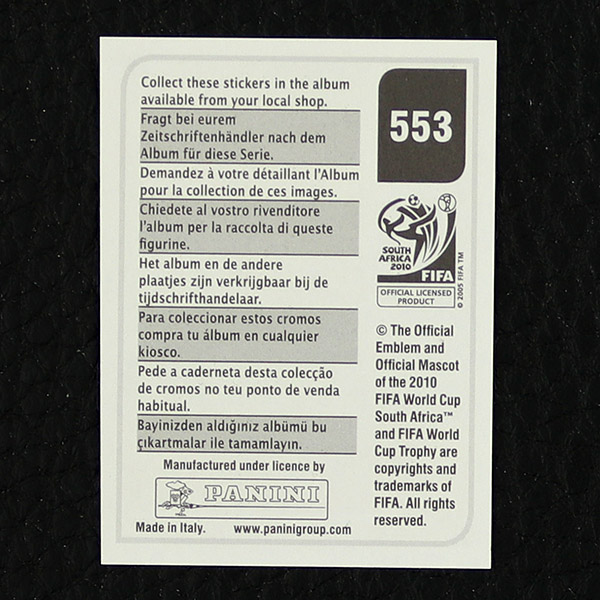 Collect these stickers in the album
available from your local shop.
Fragt bei eurem
Zeitschriftenhändler nach dem
Album für diese Serie.
Demandez à votre détaillant l'Album
pour la collection de ces images.
Chiedete al vostro rivenditore
l'album per la raccolta di queste
figurine.
Het album en de andere
plaatjes zijn verkrijgbaar bij de
tijdschrifthandelaar.
Para coleccionar estos cromos
compra tu álbum en cualquier
kiosco.
Pede a caderneta desta colecção
de cromos no teu ponto de venda
habitual.
Bayinizden aldığınız albümü bu
çıkartmalar ile tamamlayın.
Manufactured under licence by
PANINI
Made in Italy. www.paninigroup.com
553
SOUTH
AFRICA
2010
FIFA
OFFICIAL LICENSED
PRODUCT
© 2005 FIFA TM
© The Official
Emblem and
Official Mascot
of the 2010
FIFA World Cup
South Africa™
and FIFA World
Cup Trophy are
copyrights and
trademarks of
FIFA. All rights
reserved.